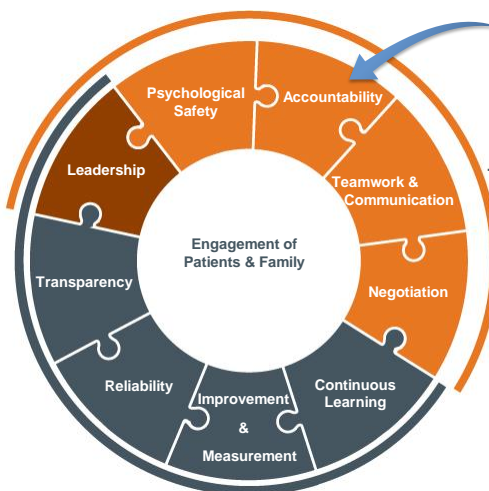 Psychological
Safety
Accountability
Leadership
Teamwork &
Communication
Engagement of
Patients & Family
Transparency
Negotiation
Reliability
Improvement
&
Measurement
Continuous
Learning